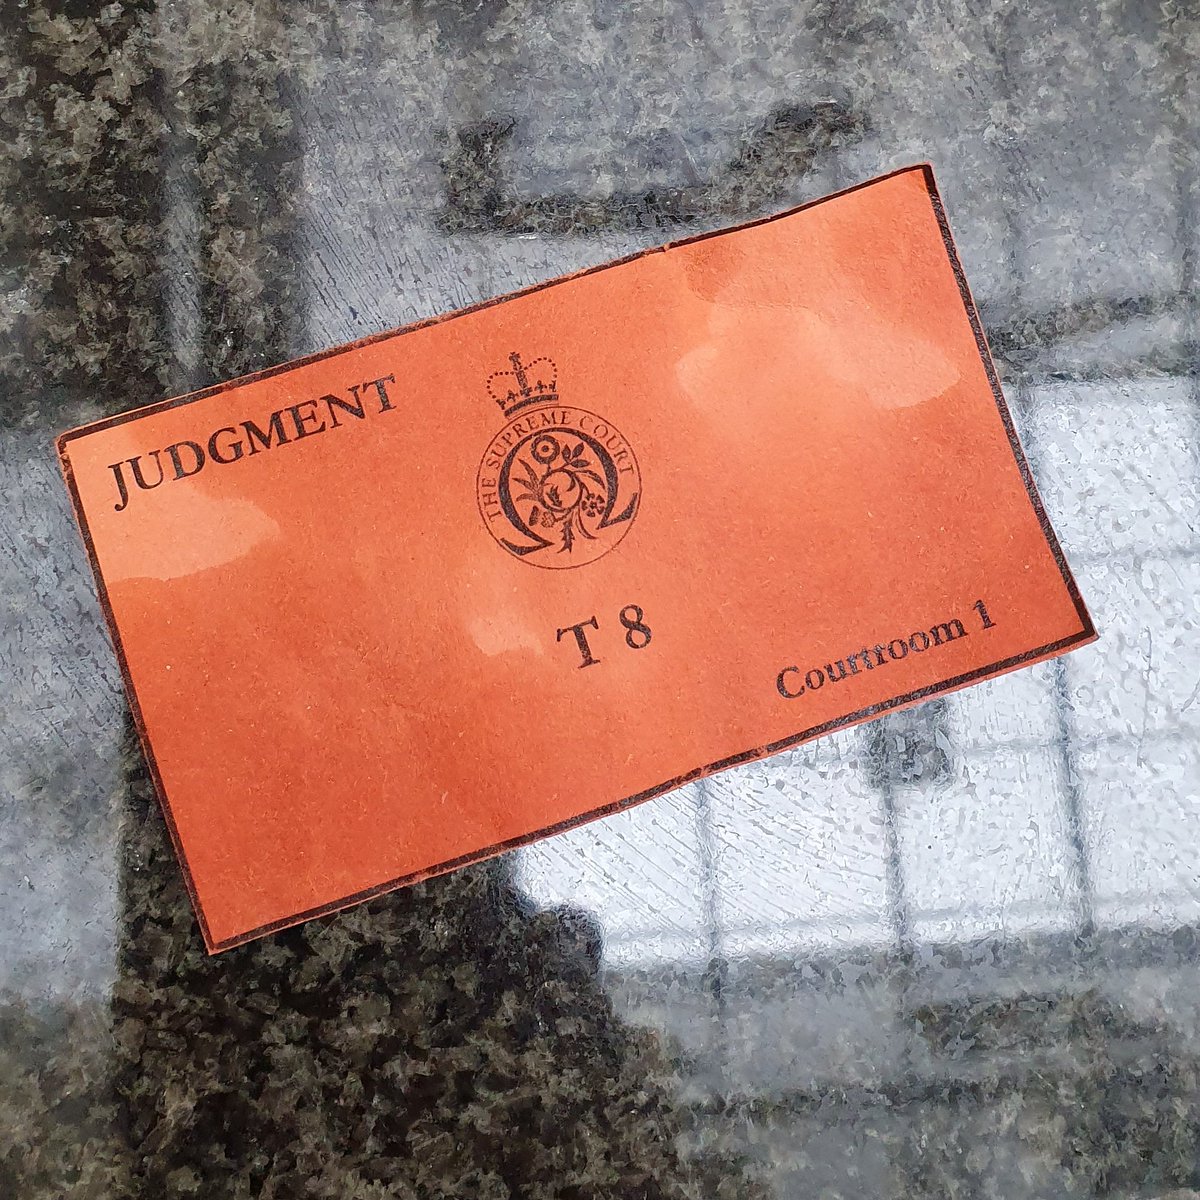 JUDGMENT
THE SUPREME COURT
T 8
Courtroom 1